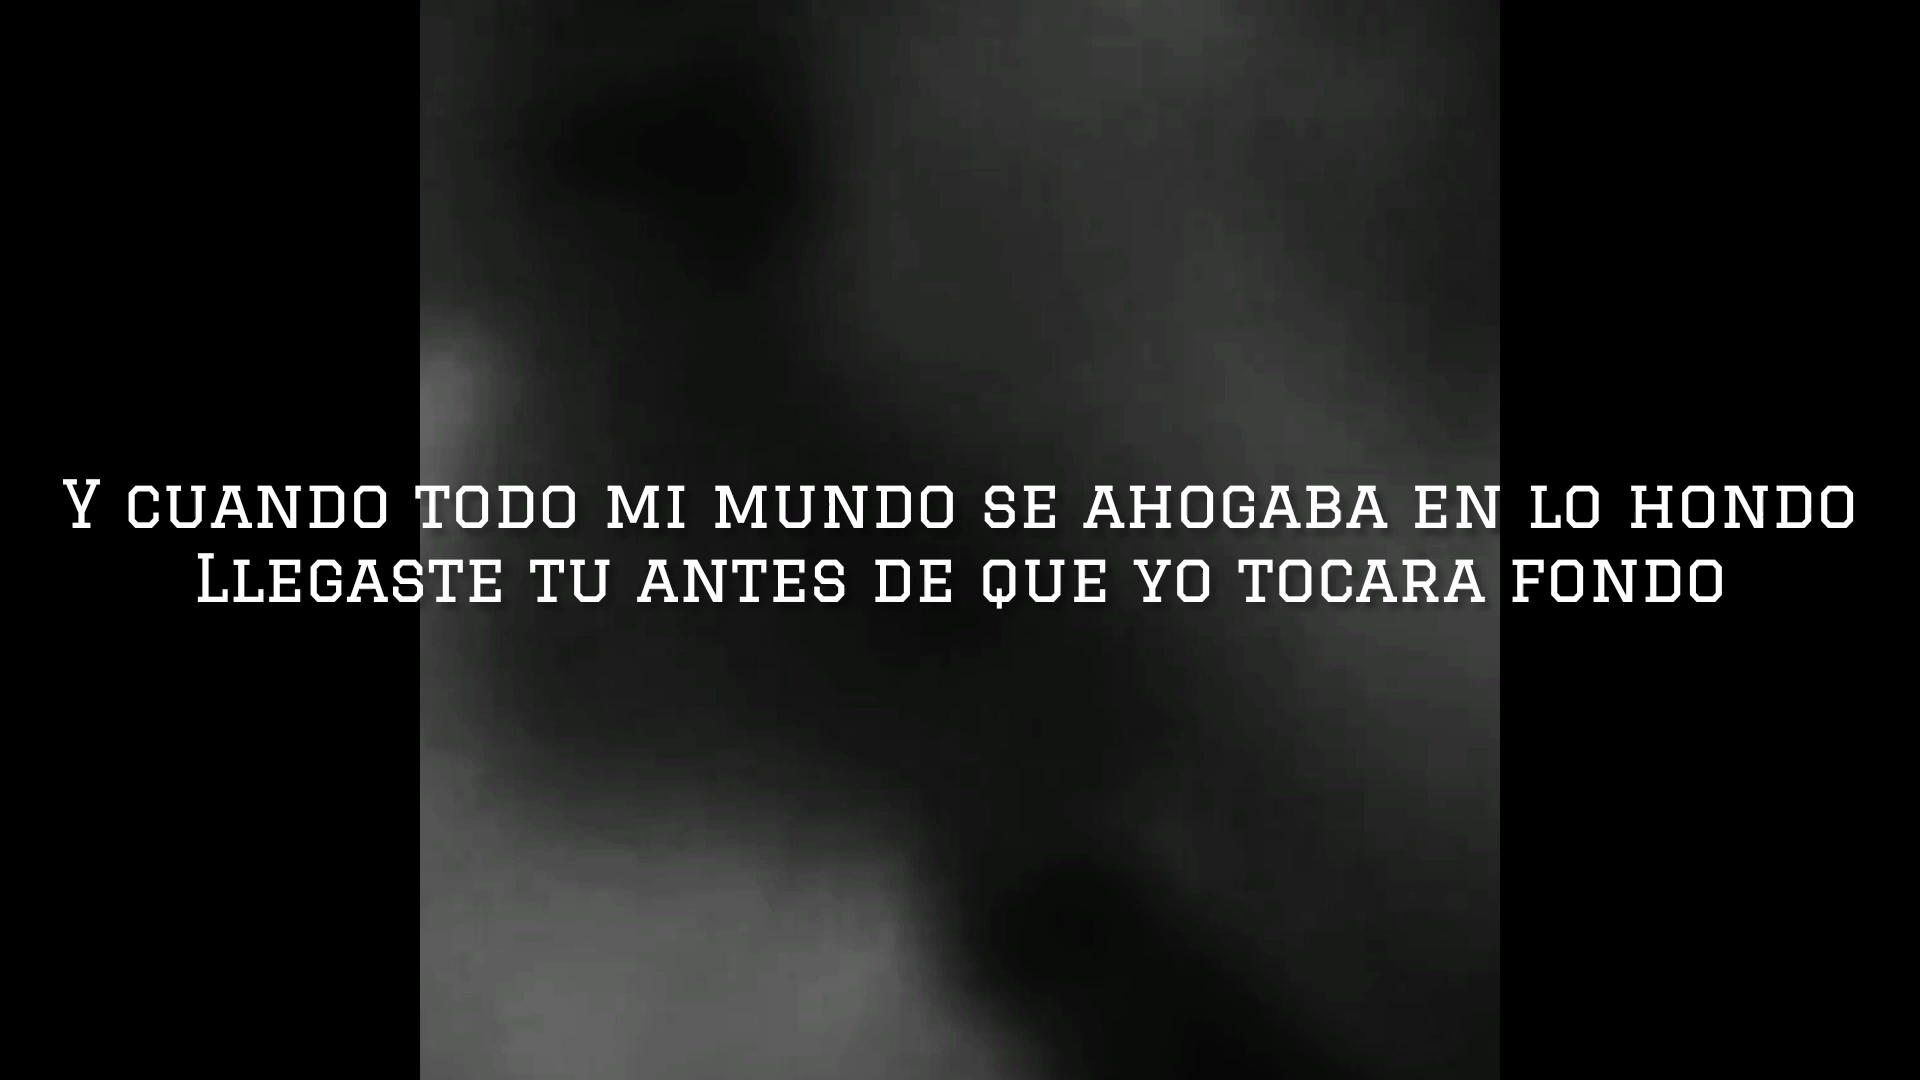 Y cuando todo mi mundo se ahogaba en lo hondo
Llegaste tu antes de que yo tocara fondo